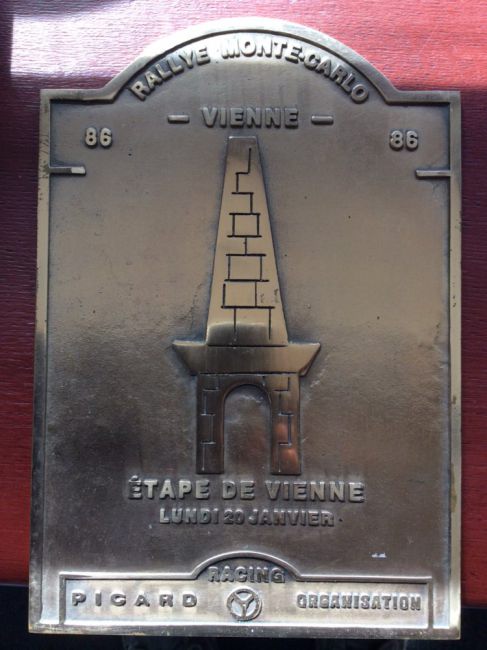 RALLYE MONTE-CARLO
— VIENNE —
86 86
ÉTAPE DE VIENNE
LUNDI 20 JANVIER
RACING
PICARD ORGANISATION